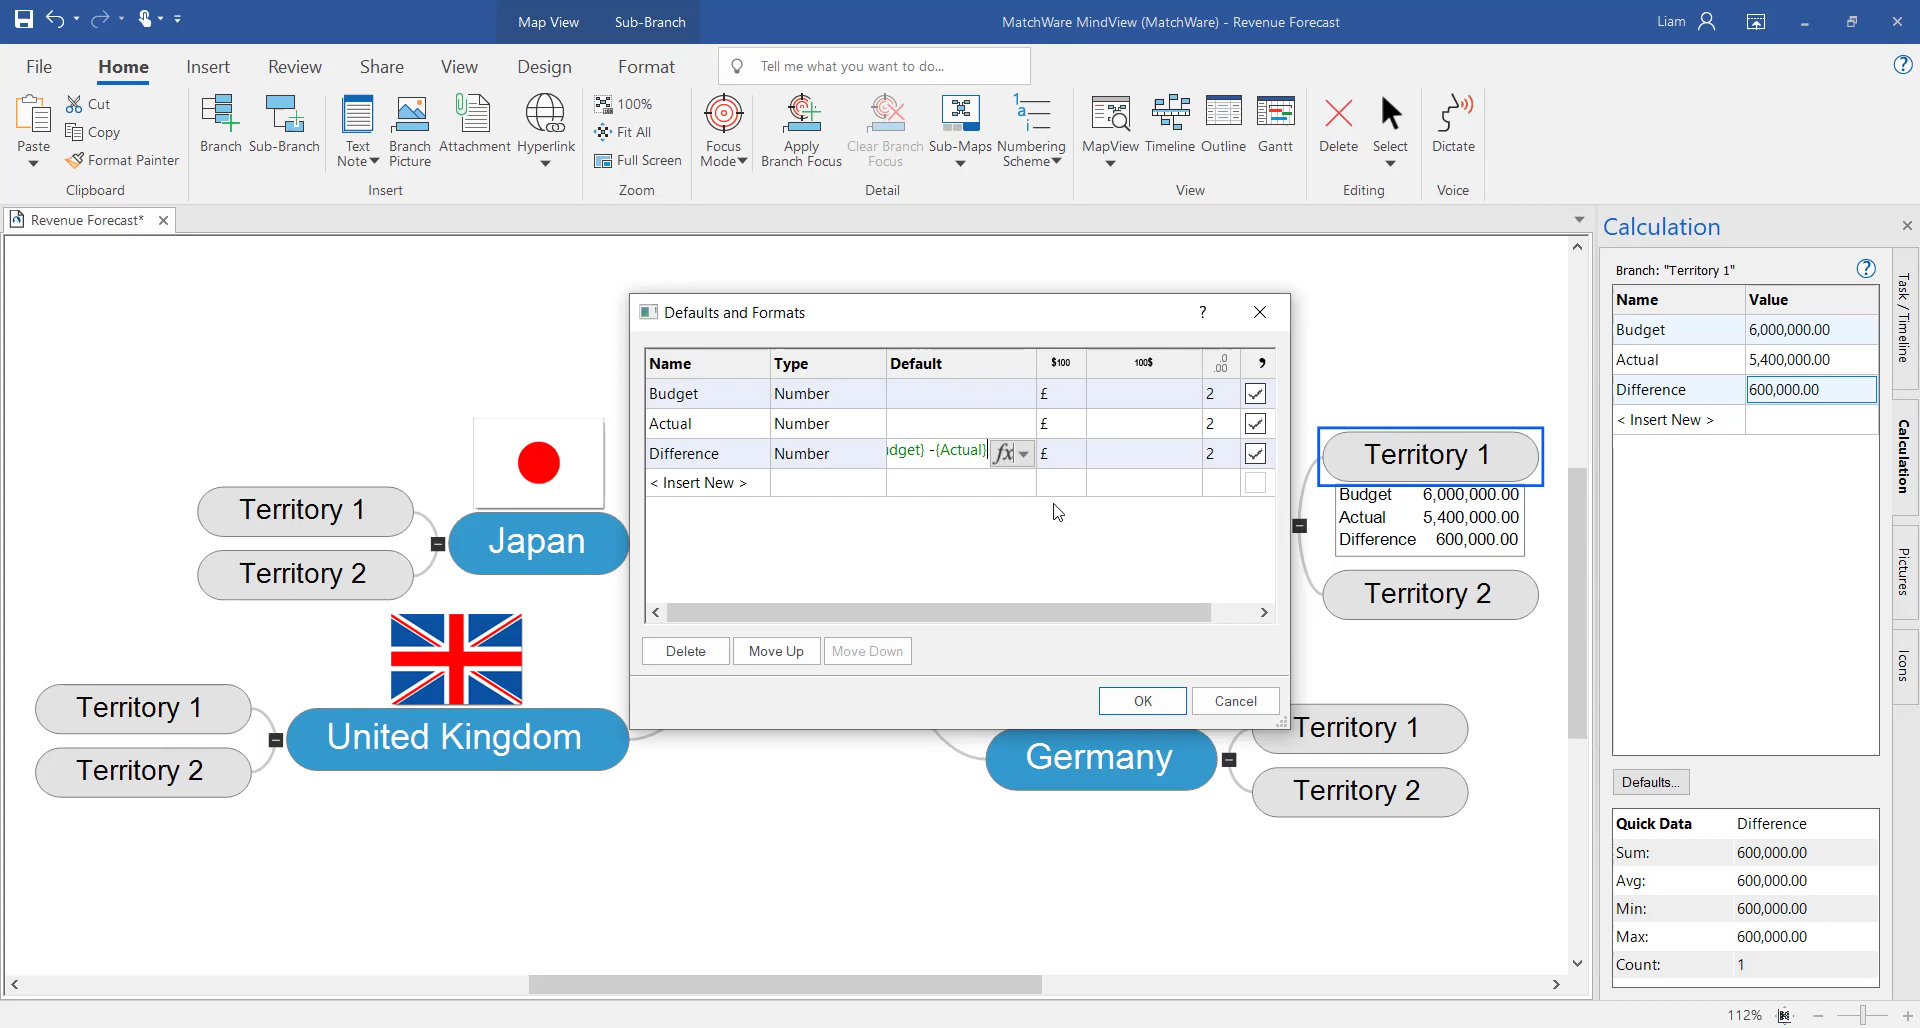 Map View Sub-Branch MatchWare MindView (MatchWare) - Revenue Forecast Liam
File Home Insert Review Share View Design Format Tell me what you want to do...
Paste Cut Copy Format Painter
Clipboard
Branch Sub-Branch Text Note Branch Picture Attachment Hyperlink
Insert
100% Fit All Full Screen
Zoom
Focus Mode Apply Branch Focus Clear Branch Focus Sub-Maps Numbering Scheme
Detail
MapView Timeline Outline Gantt
View
Delete Select
Editing
Dictate
Voice
Revenue Forecast*
Territory 1
Territory 2
Japan
Territory 1
Territory 2
United Kingdom
Defaults and Formats ?
Name Type Default $100 100$ .0 .00 ,
Budget Number £ 2
Actual Number £ 2
Difference Number dget} -{Actual} fx £ 2
< Insert New >
Delete Move Up Move Down
OK Cancel
Territory 1
Budget 6,000,000.00
Actual 5,400,000.00
Difference 600,000.00
Territory 2
Germany
Territory 1
Territory 2
Calculation
Branch: "Territory 1" ?
Name Value
Budget 6,000,000.00
Actual 5,400,000.00
Difference 600,000.00
< Insert New >
Defaults...
Quick Data Difference
Sum: 600,000.00
Avg: 600,000.00
Min: 600,000.00
Max: 600,000.00
Count: 1
Task / Timeline
Calculation
Pictures
Icons
112%